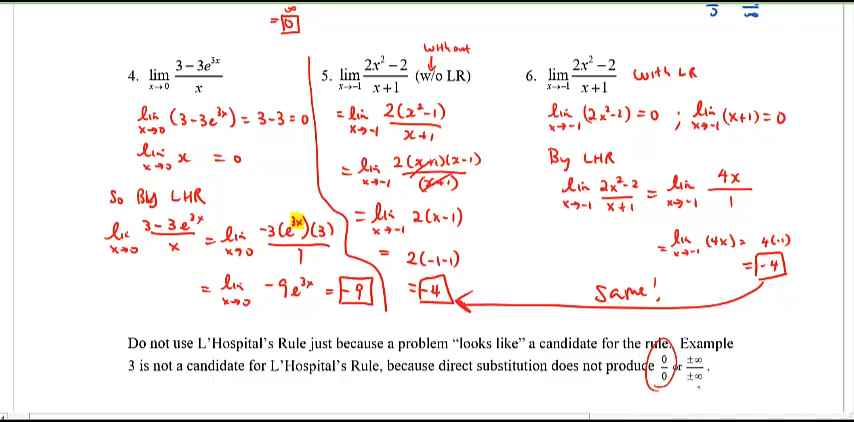 = 0
4. lim x→0 (3 − 3e^{3x})/x
lim x→0 (3-3e^{3x}) = 3-3 = 0
lim x→0 x = 0
So By LHR
lim x→0 (3-3e^{3x})/x = lim x→0 (-3(e^{3x})(3))/1
= lim x→0 -9e^{3x} = -9
without
5. lim x→-1 (2x² − 2)/(x + 1) (w/o LR)
= lim x→-1 2(x²-1)/(x+1)
= lim x→-1 2(x+1)(x-1)/(x+1)
= lim x→-1 2(x-1)
= 2(-1-1)
= -4
6. lim x→-1 (2x² − 2)/(x + 1) with LR
lim x→-1 (2x²-2) = 0 ; lim x→-1 (x+1) = 0
By LHR
lim x→-1 (2x²-2)/(x+1) = lim x→-1 4x/1
= lim x→-1 (4x) = 4(-1)
= -4
Same!
Do not use L'Hospital's Rule just because a problem "looks like" a candidate for the rule. Example
3 is not a candidate for L'Hospital's Rule, because direct substitution does not produce 0/0 or ±∞/±∞ .